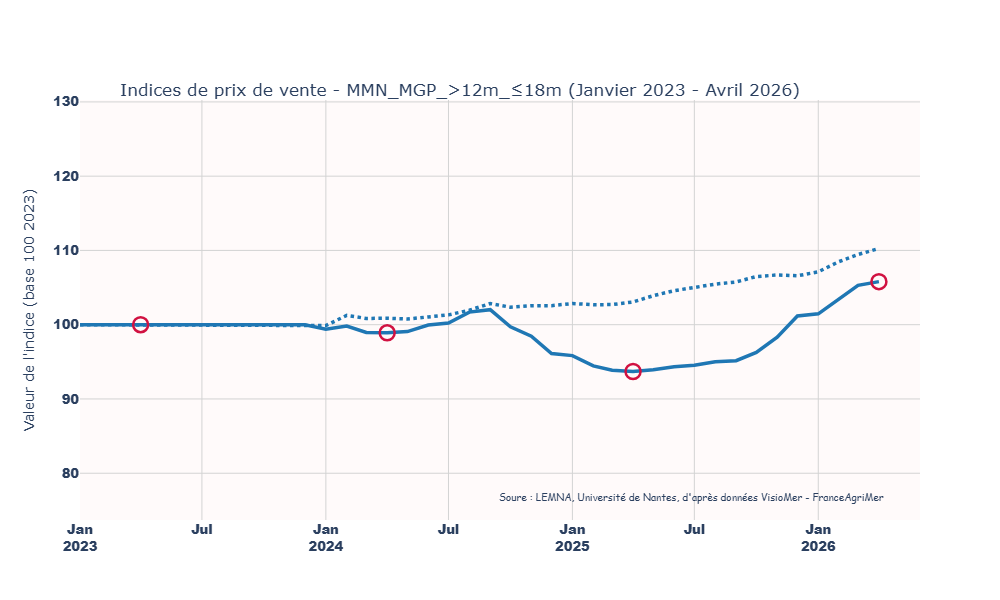 Indices de prix de vente - MMN_MGP_>12m_≤18m (Janvier 2023 - Avril 2026)
Valeur de l'indice (base 100 2023)
130
120
110
100
90
80
Soure : LEMNA, Université de Nantes, d'après données VisioMer - FranceAgriMer
Jan
2023
Jul
Jan
2024
Jul
Jan
2025
Jul
Jan
2026